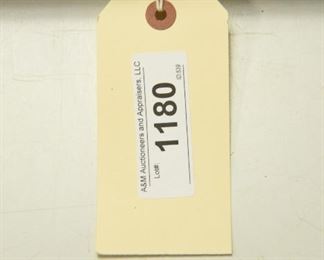 A&M Auctioneers and Appraisers, LLC
Lot#: 1180
ID:539